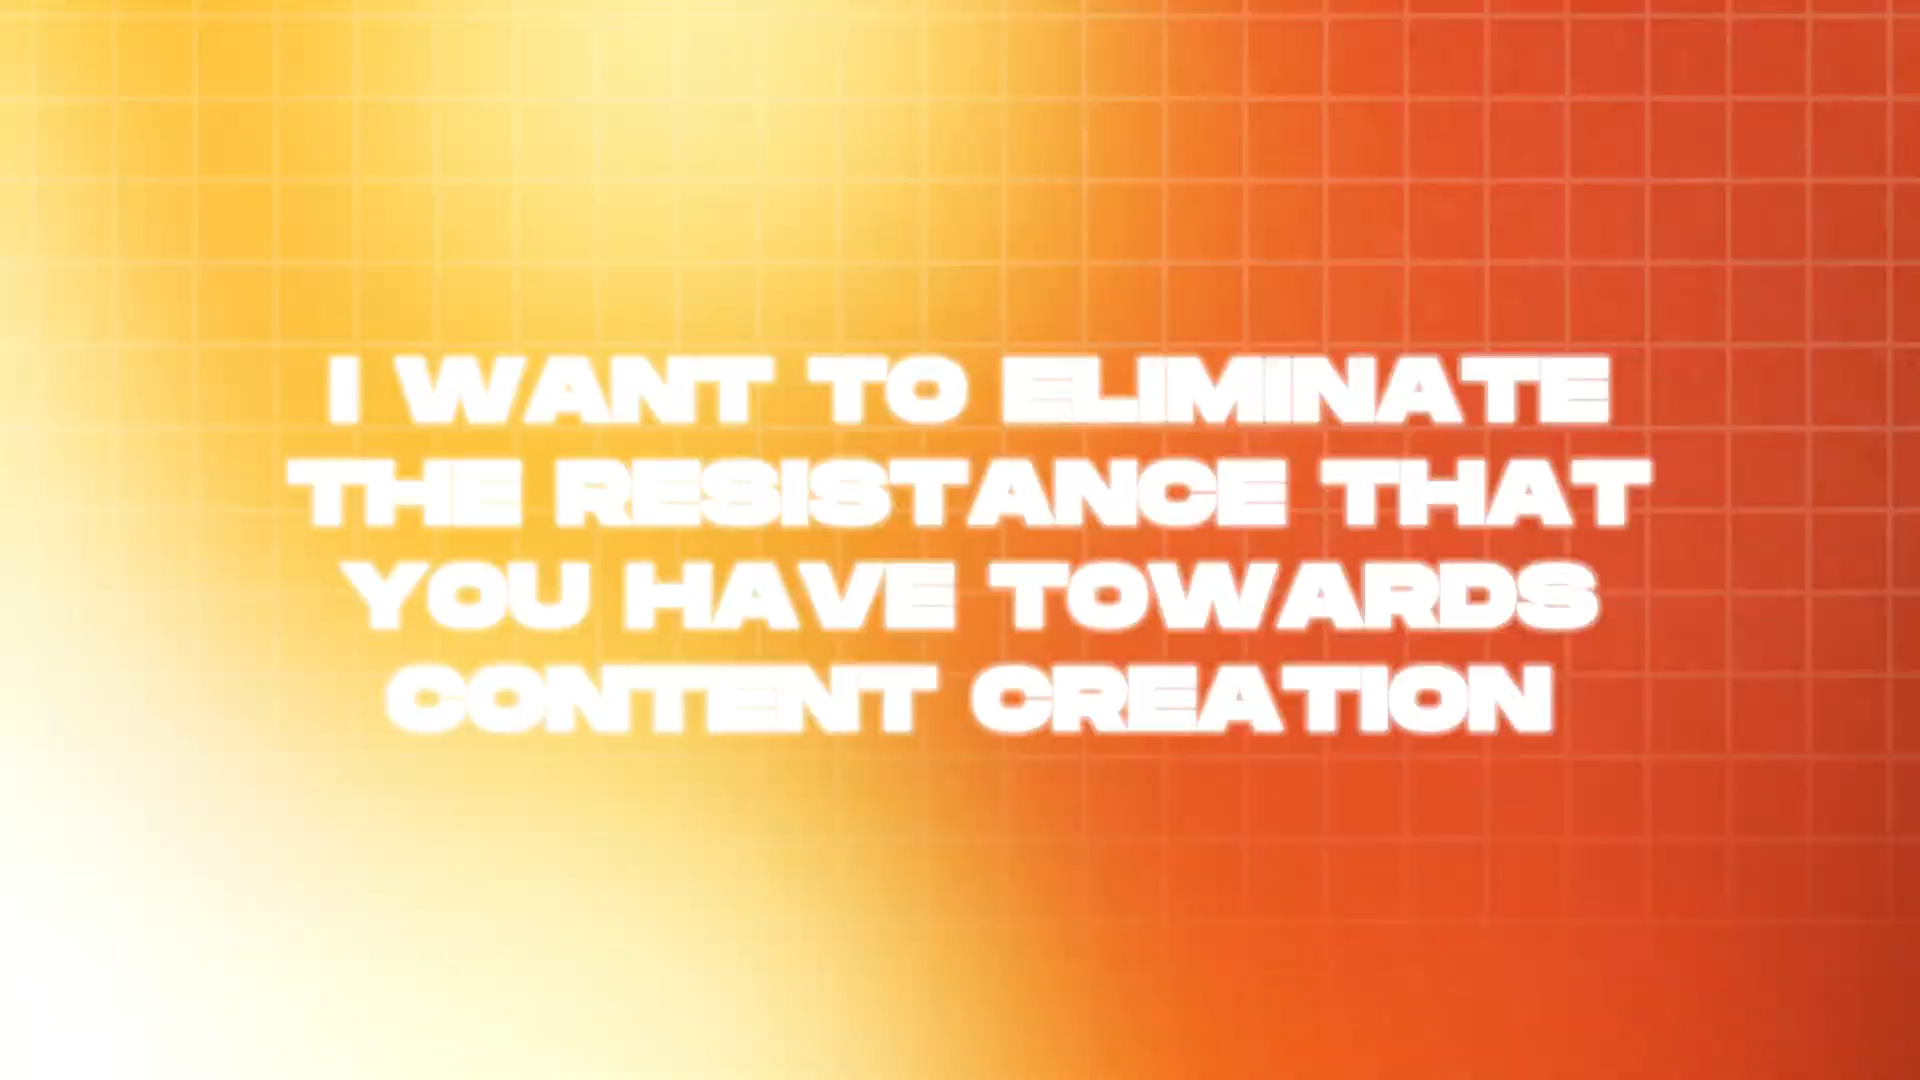 I WANT TO ELIMINATE
THE RESISTANCE THAT
YOU HAVE TOWARDS
CONTENT CREATION